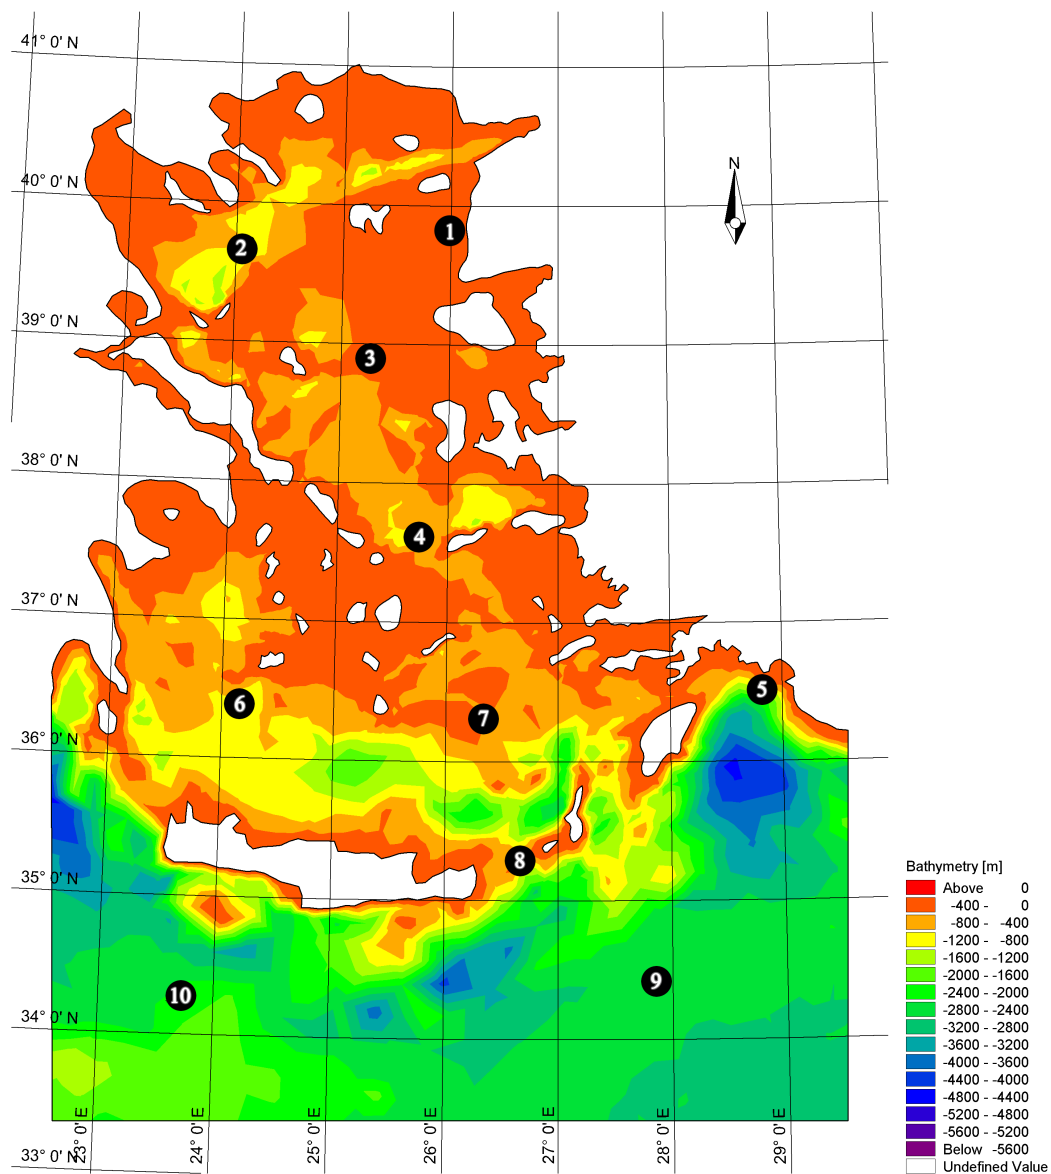 41° 0' N
N
40° 0' N
1
2
39° 0' N
3
38° 0' N
4
37° 0' N
5
6
7
36° 0' N
8
35° 0' N
9
10
34° 0' N
33° 0' N
23° 0' E
24° 0' E
25° 0' E
26° 0' E
27° 0' E
28° 0' E
29° 0' E
Bathymetry [m]
Above 0
-400 - 0
-800 - -400
-1200 - -800
-1600 - -1200
-2000 - -1600
-2400 - -2000
-2800 - -2400
-3200 - -2800
-3600 - -3200
-4000 - -3600
-4400 - -4000
-4800 - -4400
-5200 - -4800
-5600 - -5200
Below -5600
Undefined Value